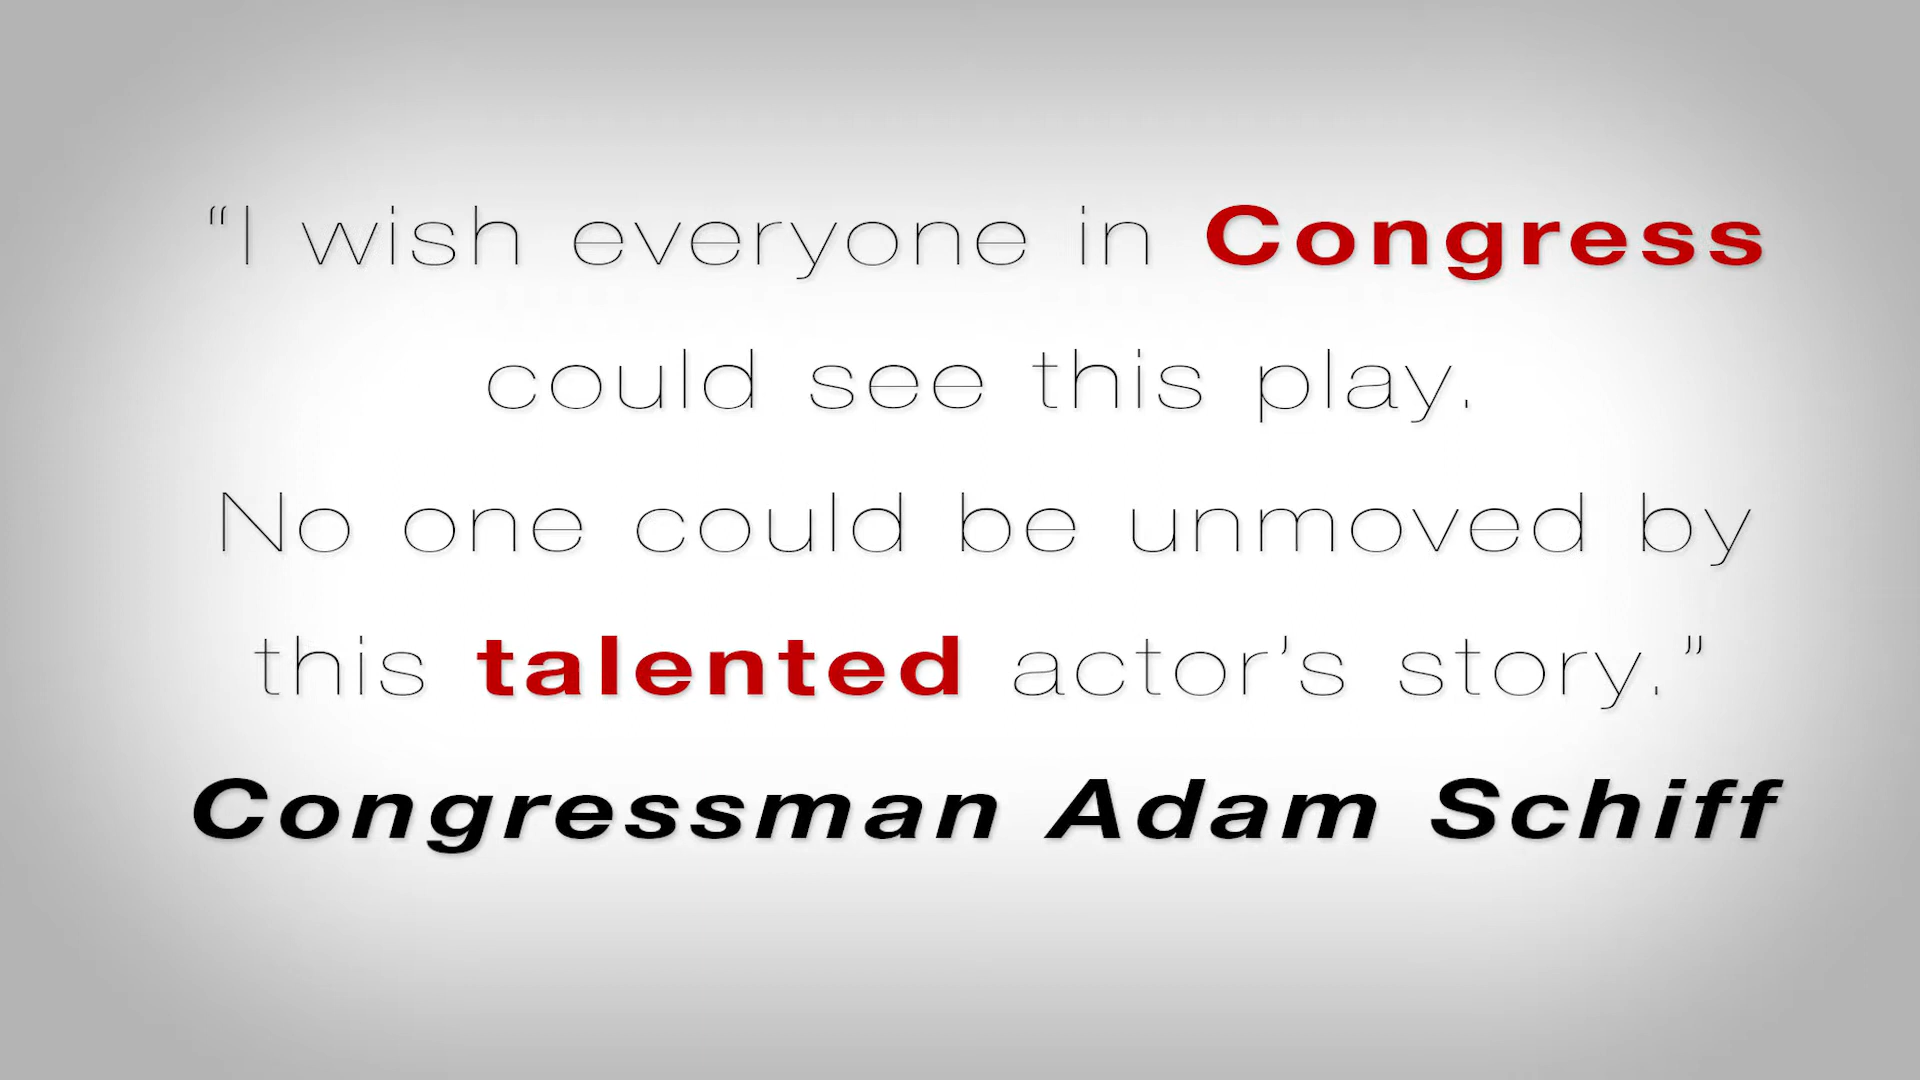 “I wish everyone in Congress
could see this play.
No one could be unmoved by
this talented actor’s story.”
Congressman Adam Schiff